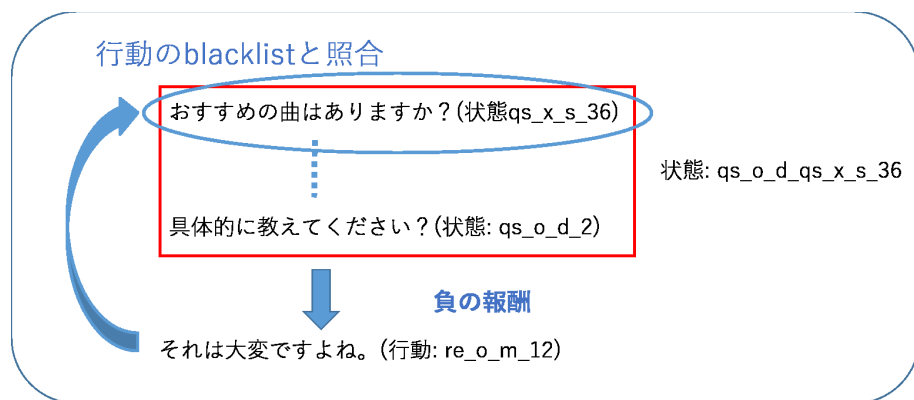 行動のblacklistと照合
おすすめの曲はありますか？(状態qs_x_s_36)
状態: qs_o_d_qs_x_s_36
具体的に教えてください？(状態: qs_o_d_2)
負の報酬
それは大変ですよね。(行動: re_o_m_12)